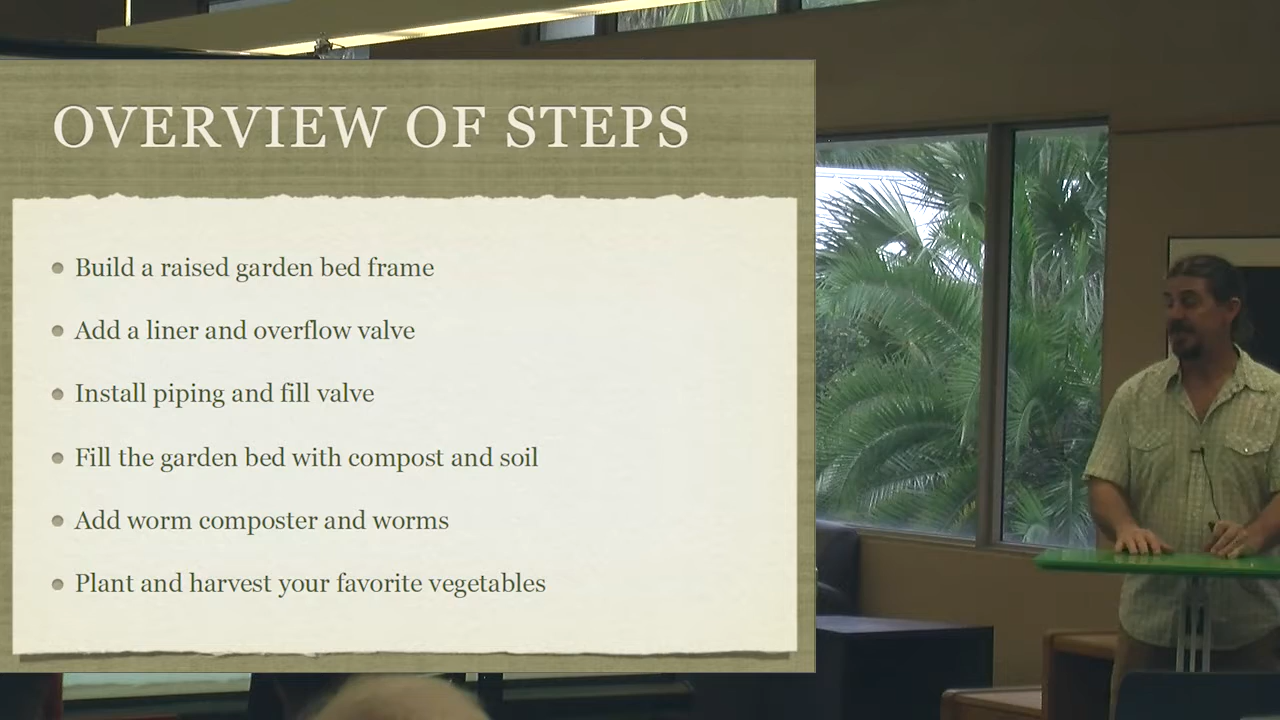 OVERVIEW OF STEPS
Build a raised garden bed frame
Add a liner and overflow valve
Install piping and fill valve
Fill the garden bed with compost and soil
Add worm composter and worms
Plant and harvest your favorite vegetables